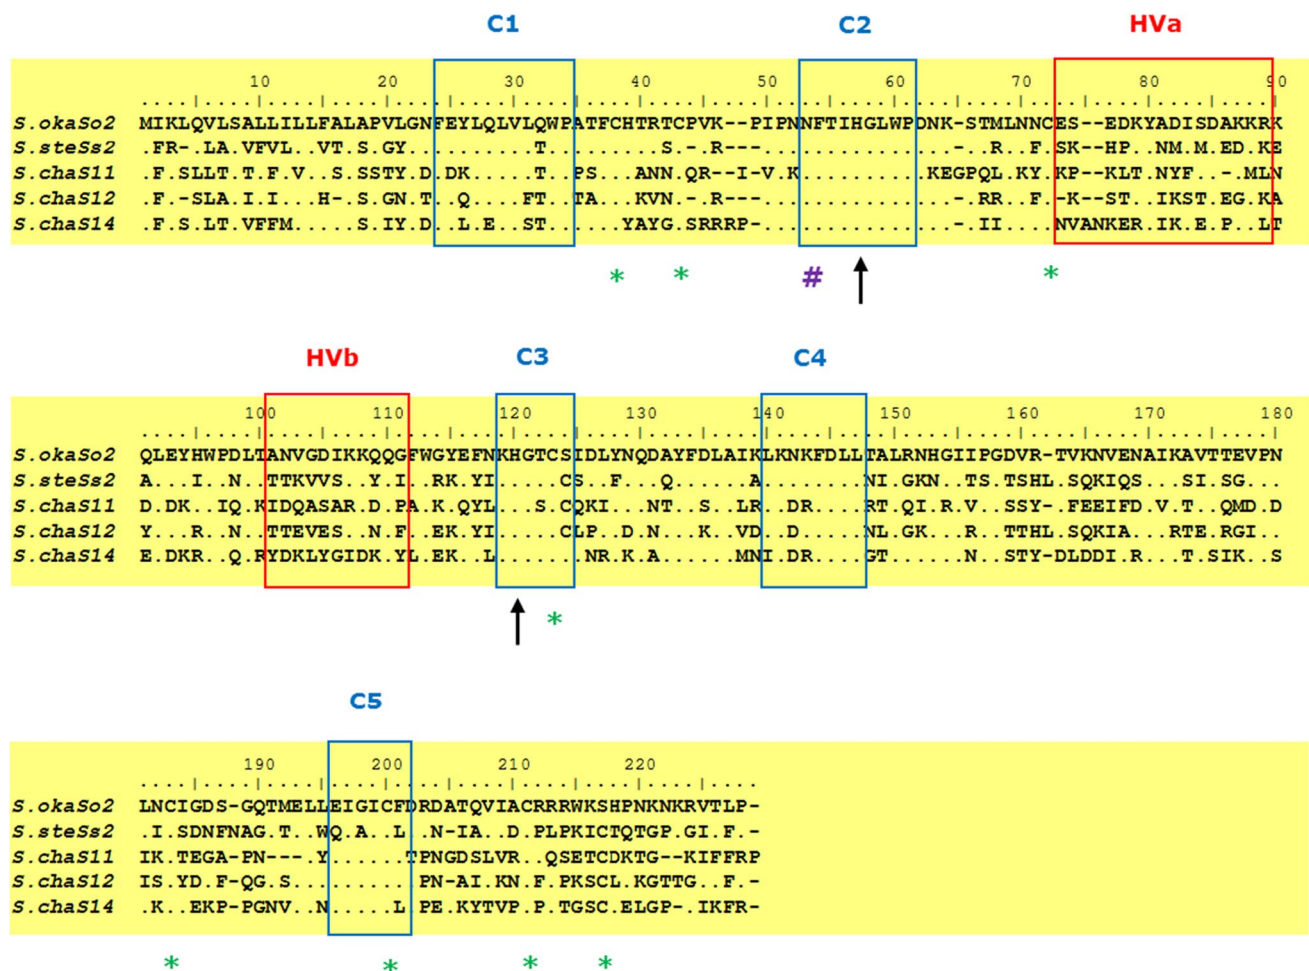 C1 C2 HVa
10 20 30 40 50 60 70 80 90
....|....|....|....|....|....|....|....|....|....|....|....|....|....|....|....|....|....|
S.okaSo2 MIKLQVLSALLILLFALAPVLGNFEYLQLVLQWPATFCHTRTCPVK--PIPNNFTIHGLWPDNK-STMLNNCES--EDKYADISDAKKRK
S.steSs2 .FR-.LA.VFVL..VT.S.GY..........T.........S.-.R---..................-..R..F.SK--HP..NM.M.ED.KE
S.chaS11 .F.SLLT.T.F.V..S.SSTY.D.DK....T..PS...ANN.QR--I-V.K..........KEGPQL.KY.KP--KLT.NYF..-.MLN
S.chaS12 .F.-SLA.I.I...H-.S.GN.T..Q....FT..TA..KVN..R---..............-.RR..F.-K--ST..IKST.EG.KA
S.chaS14 .F.S.LT.VFFM.....S.IY.D..L.E..ST....YAYG.SRRRP-..............-.II....NVANKER.IK.E.P..LT
* * # *
HVb C3 C4
100 110 120 130 140 150 160 170 180
....|....|....|....|....|....|....|....|....|....|....|....|....|....|....|....|....|....|
S.okaSo2 QLEYHWPDLTANVGDIKKQQGFWGYEFNKHGTCSIDLYNQDAYFDLAIKLKNKFDLLTALRNHGIIPGDVR-TVKNVENAIKAVTTEVPN
S.steSs2 A...I..N..TTKVVS..Y.I..RK.YI.....CS..F..Q......A........NI.GKN..TS.TSHL.SQKIQS...SI.SG...
S.chaS11 D.DK..IQ.KIDQASAR.D.PA.K.QYL...S.CQKI...NT..S..LR..DR....RT.QI.R.V..SSY.FEEIFD.V.T..QMD.D
S.chaS12 Y...R..N..TTEVES..N.F..EK.YI.....CLP..D.N...K..VD..D.....NL.GK...R..TTHL.SQKIA..RTE.RGI..
S.chaS14 E.DKR..Q.RYDKLYGIDK.YL.EK..L.......NR.K.A.....MNI.DR....GT......N..STY-DLDDI.R...T.SIK..S
*
C5
190 200 210 220
....|....|....|....|....|....|....|....|....|....
S.okaSo2 LNCIGDS-GQTMELLEIGICFDRDATQVIACRRRWKSHPNKNKRVTLP-
S.steSs2 .I.SDNFNAG.T..WQ.A..L..N-IA..D.PLPKICTQTGP.GI.F.-
S.chaS11 IK.TEGA-PN---.Y......TPNGDSLVR..QSETCDKTG--KIFFRP
S.chaS12 IS.YD.F-QG.S..........PN-AI.KN.F.PKSCL.KGTTG..F.-
S.chaS14 .K..EKP-PGNV..N.....L.PE.KYTVP.P.TGSC.ELGP-.IKFR-
* * * *